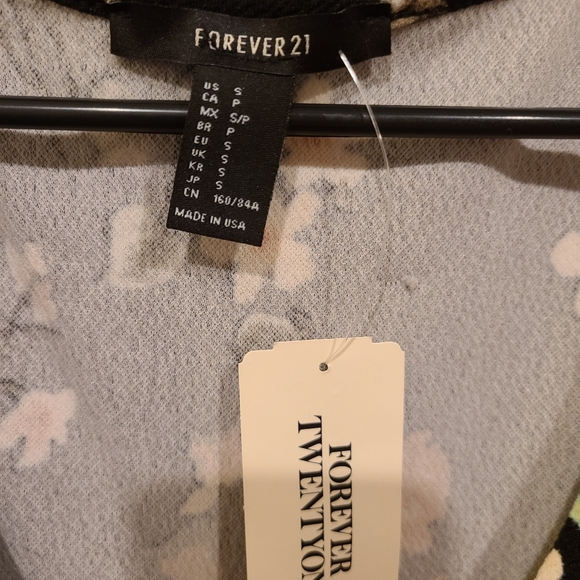 FOREVER 21
US S
CA P
MX S/P
BR P
EU S
UK S
KR S
JP S
CN 160/84A
MADE IN USA
FOREVER
TWENTYON